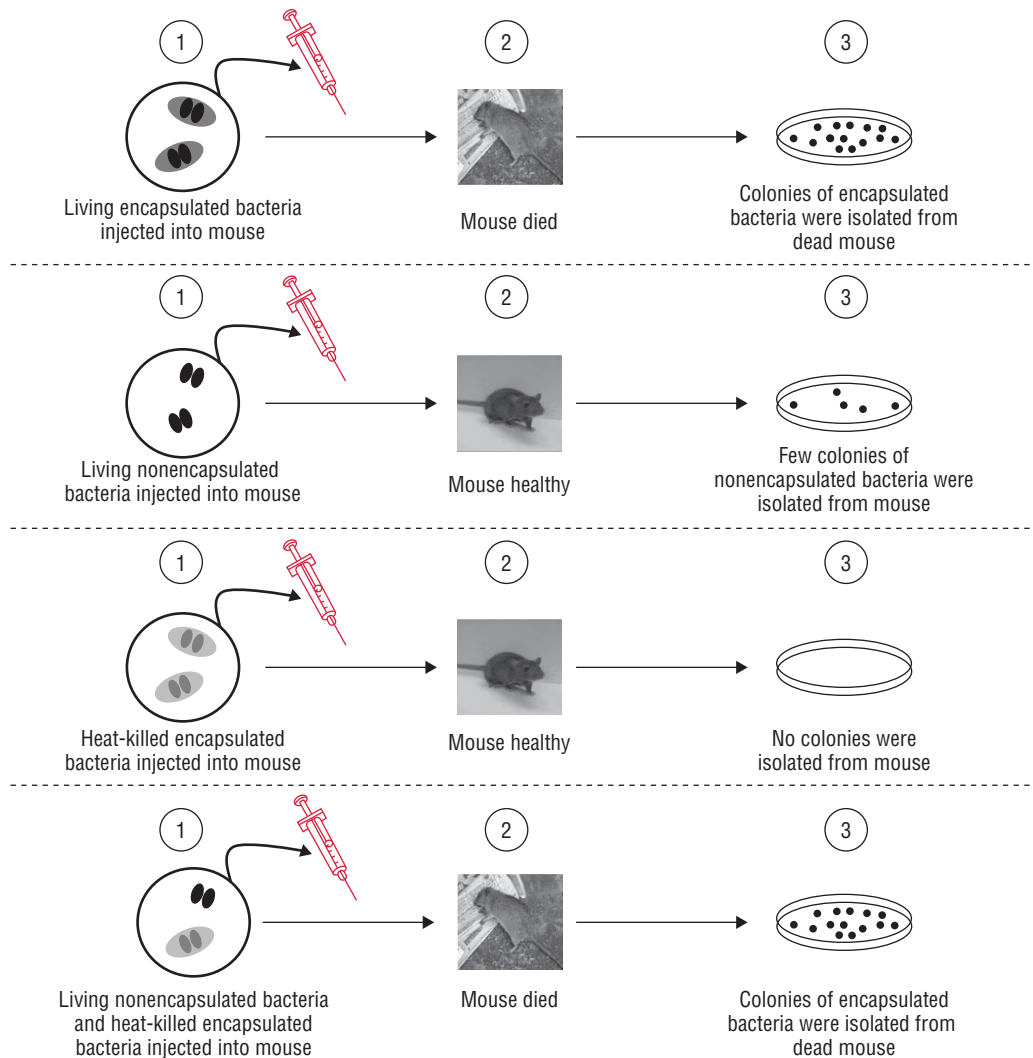 1
2
3
Living encapsulated bacteria
injected into mouse
Mouse died
Colonies of encapsulated
bacteria were isolated from
dead mouse
1
2
3
Living nonencapsulated
bacteria injected into mouse
Mouse healthy
Few colonies of
nonencapsulated bacteria were
isolated from mouse
1
2
3
Heat-killed encapsulated
bacteria injected into mouse
Mouse healthy
No colonies were
isolated from mouse
1
2
3
Living nonencapsulated bacteria
and heat-killed encapsulated
bacteria injected into mouse
Mouse died
Colonies of encapsulated
bacteria were isolated from
dead mouse